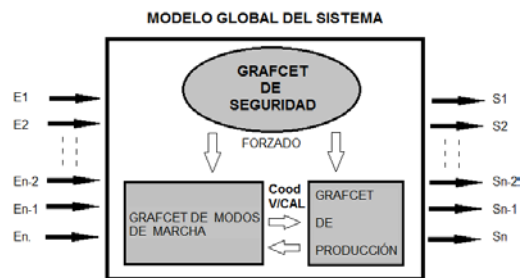 MODELO GLOBAL DEL SISTEMA
GRAFCET
DE
SEGURIDAD
FORZADO
E1
E2
En-2
En-1
En.
GRAFCET DE MODOS
DE MARCHA
Cood
V/CAL
GRAFCET
DE
PRODUCCIÓN
S1
S2
Sn-2*
Sn-1
Sn